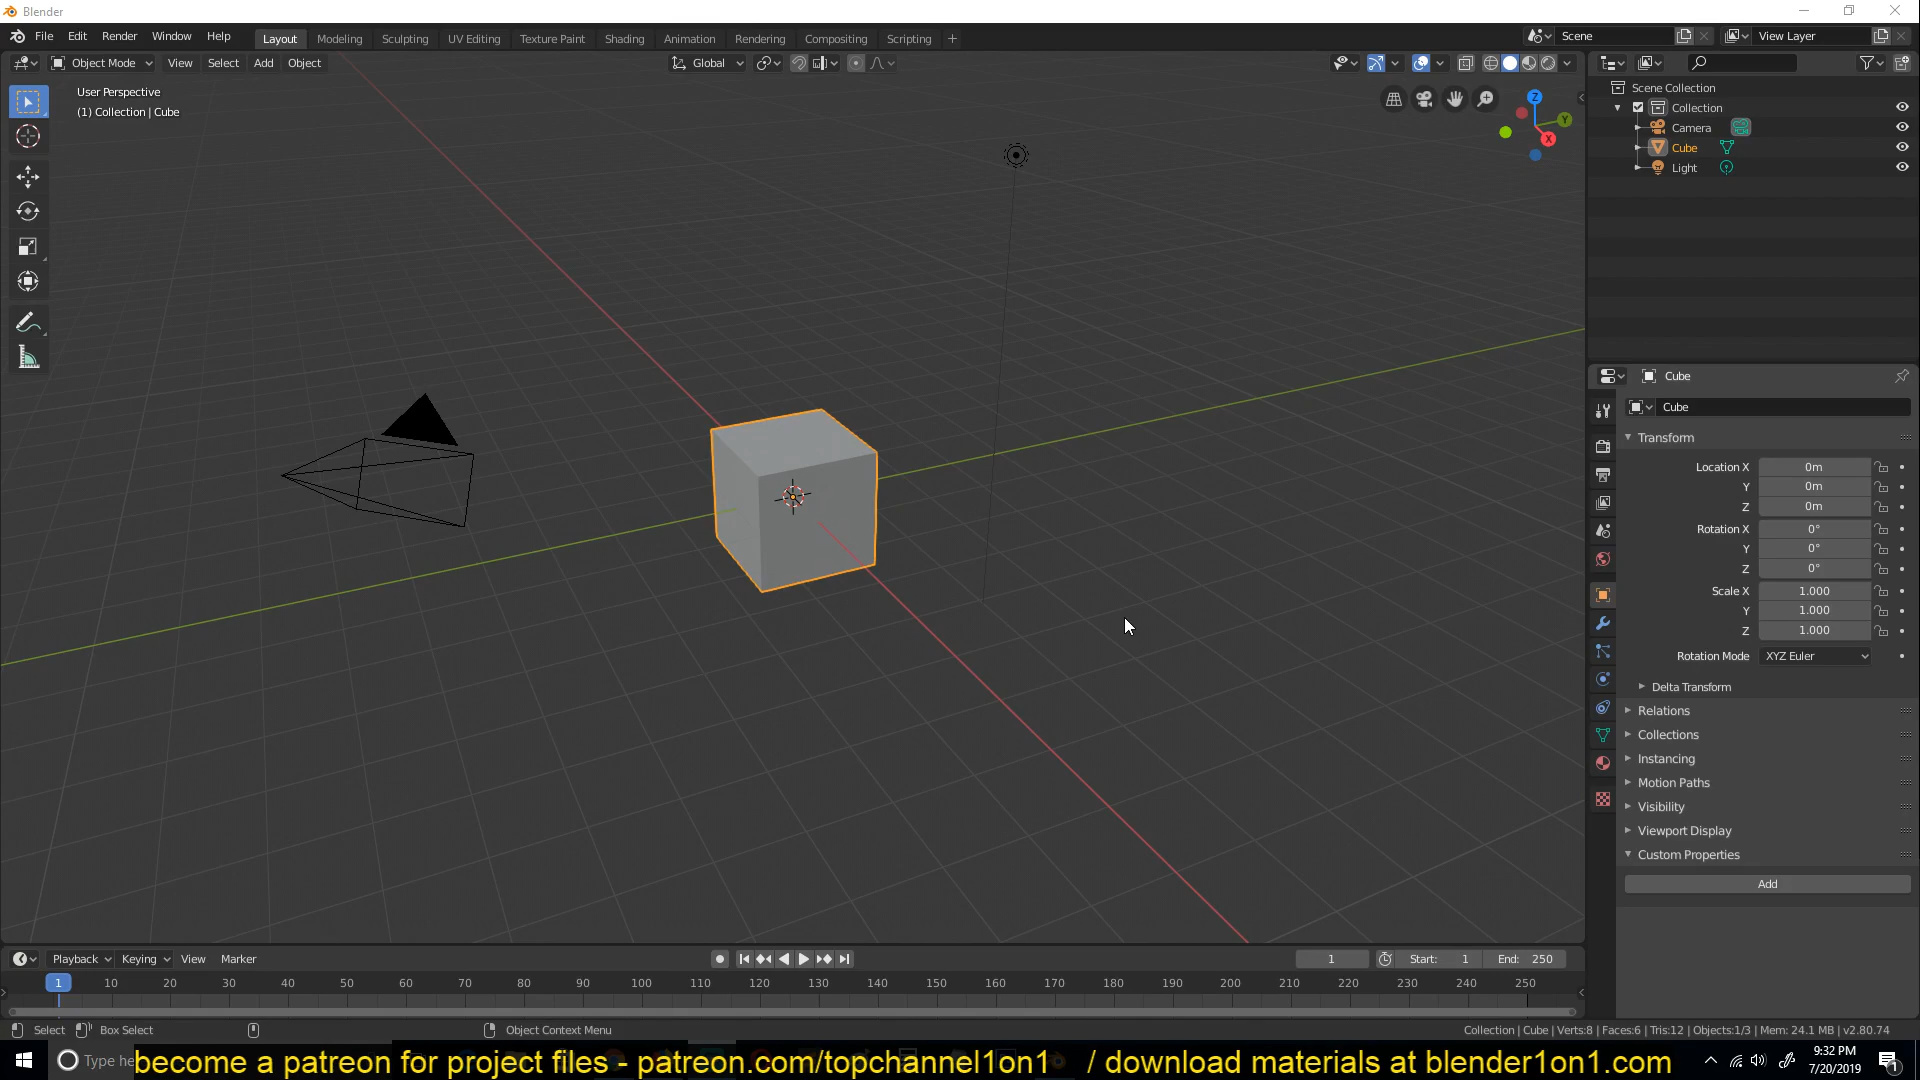 Blender
File Edit Render Window Help
Layout Modeling Sculpting UV Editing Texture Paint Shading Animation Rendering Compositing Scripting +
Scene
View Layer
Object Mode View Select Add Object
Global
User Perspective
(1) Collection | Cube
Z
Y
X
Scene Collection
Collection
Camera
Cube
Light
Cube
Cube
Transform
Location X 0m
Y 0m
Z 0m
Rotation X 0°
Y 0°
Z 0°
Scale X 1.000
Y 1.000
Z 1.000
Rotation Mode XYZ Euler
Delta Transform
Relations
Collections
Instancing
Motion Paths
Visibility
Viewport Display
Custom Properties
Add
Playback Keying View Marker
1 Start: 1 End: 250
1 10 20 30 40 50 60 70 80 90 100 110 120 130 140 150 160 170 180 190 200 210 220 230 240 250
Select Box Select Object Context Menu
Collection | Cube | Verts:8 | Faces:6 | Tris:12 | Objects:1/3 | Mem: 24.1 MB | v2.80.74
Type he
become a patreon for project files - patreon.com/topchannel1on1 / download materials at blender1on1.com
9:32 PM
7/20/2019
1